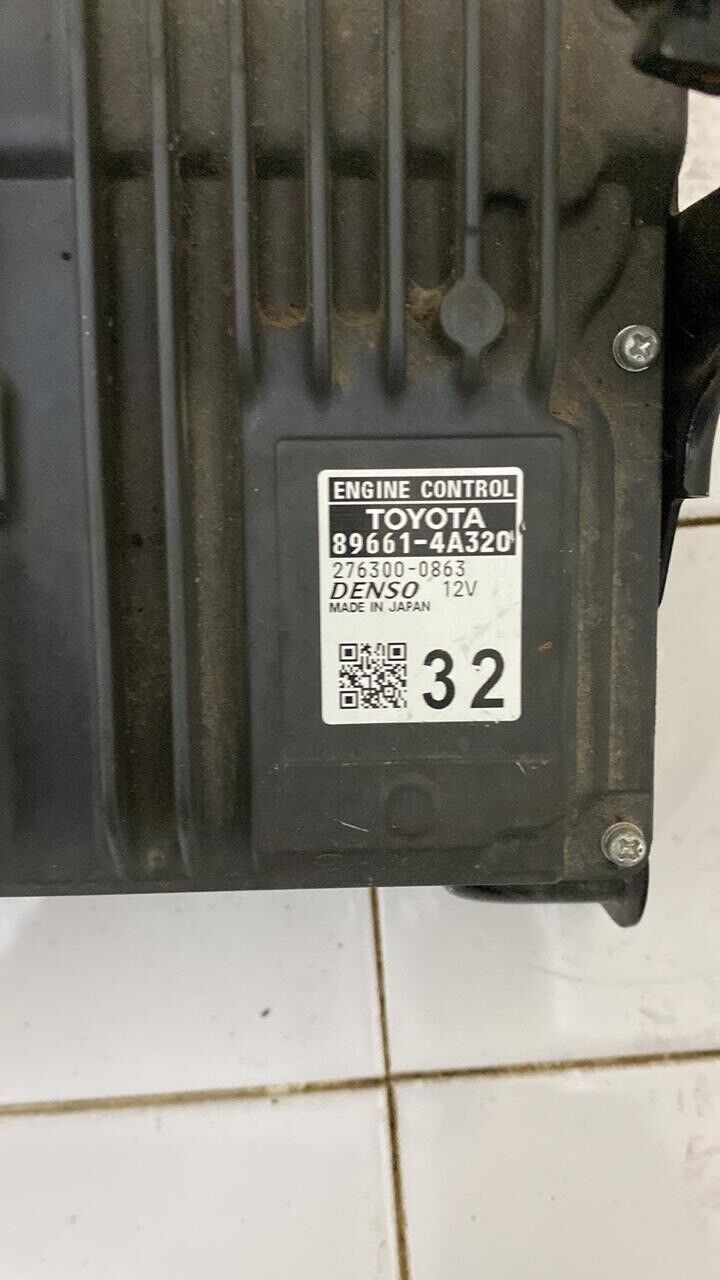 ENGINE CONTROL
TOYOTA
89661-4A320
276300-0863
DENSO 12V
MADE IN JAPAN
32